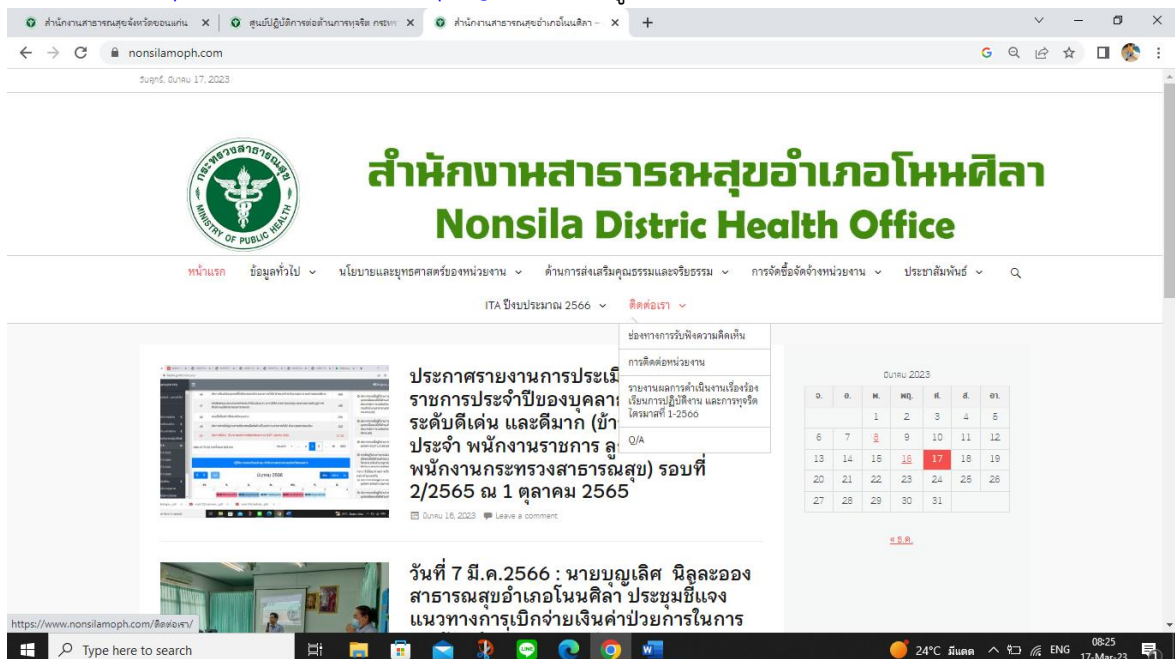 สำนักงานสาธารณสุขจังหวัดขอนแก่น
ศูนย์ปฏิบัติการต่อต้านการทุจริต กระทร
สำนักงานสาธารณสุขอำเภอโนนศิลา –
nonsilamoph.com
วันศุกร์, มีนาคม 17, 2023
กระทรวงสาธารณสุข
MINISTRY OF PUBLIC HEALTH
สำนักงานสาธารณสุขอำเภอโนนศิลา
Nonsila Distric Health Office
หน้าแรก ข้อมูลทั่วไป นโยบายและยุทธศาสตร์ของหน่วยงาน ด้านการส่งเสริมคุณธรรมและจริยธรรม การจัดซื้อจัดจ้างหน่วยงาน ประชาสัมพันธ์
ITA ปีงบประมาณ 2566 ติดต่อเรา
ช่องทางการรับฟังความคิดเห็น
การติดต่อหน่วยงาน
รายงานผลการดำเนินงานเรื่องร้อง
เรียนการปฏิบัติงาน และการทุจริต
ไตรมาสที่ 1-2566
Q/A
ประกาศรายงานการประเมิ
ราชการประจำปีของบุคลา
ระดับดีเด่น และดีมาก (ข้า
ประจำ พนักงานราชการ ลู
พนักงานกระทรวงสาธารณสุข) รอบที่
2/2565 ณ 1 ตุลาคม 2565
มีนาคม 16, 2023 Leave a comment
วันที่ 7 มี.ค.2566 : นายบุญเลิศ นิลละออง
สาธารณสุขอำเภอโนนศิลา ประชุมชี้แจง
แนวทางการเบิกจ่ายเงินค่าป่วยการในการ
มีนาคม 2023
จ. อ. พ. พฤ. ศ. ส. อา.
1 2 3 4 5
6 7 8 9 10 11 12
13 14 15 16 17 18 19
20 21 22 23 24 25 26
27 28 29 30 31
« ธ.ค.
https://www.nonsilamoph.com/ติดต่อเรา/
Type here to search
24°C มีแดด ENG
08:25
17-Mar-23